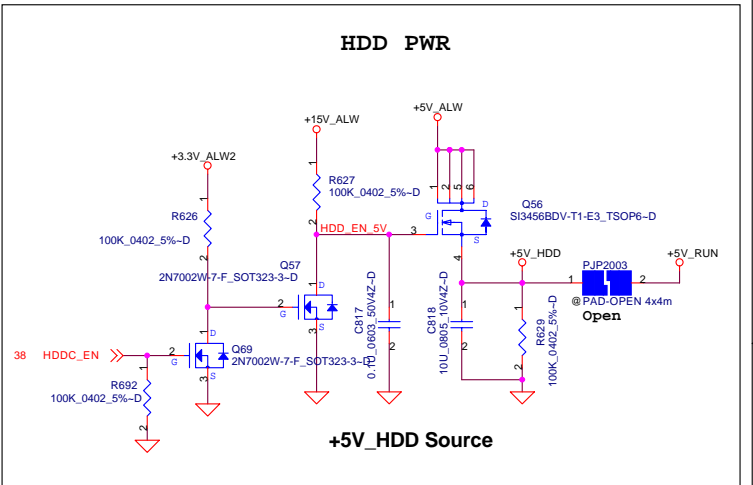 HDD PWR
+5V_ALW
+15V_ALW
+3.3V_ALW2
1
1
1
2
5
6
R627
100K_0402_5%~D
2
D
G
S
Q56
SI3456BDV-T1-E3_TSOP6~D
R626
100K_0402_5%~D
2
HDD_EN_5V
3
4
+5V_HDD
+5V_RUN
Q57
2N7002W-7-F_SOT323-3~D
1
D
2
G
S
3
PJP2003
1
2
@ PAD-OPEN 4x4m
Open
1
C817
0.1U_0603_50V4Z~D
2
1
C818
10U_0805_10V4Z~D
2
1
R629
100K_0402_5%~D
2
1
D
38 HDDC_EN
2
G
S
3
Q69
2N7002W-7-F_SOT323-3~D
1
R692
100K_0402_5%~D
2
+5V_HDD Source